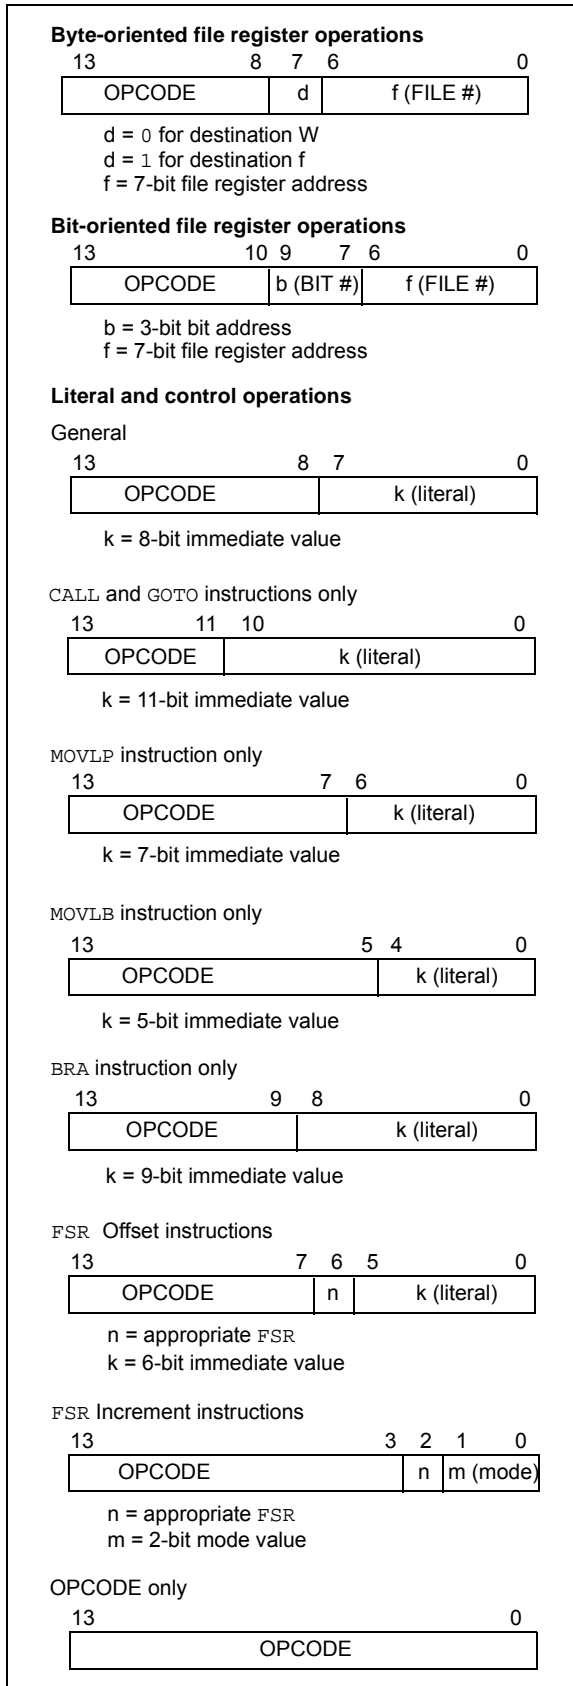 Byte-oriented file register operations
13 8 7 6 0
OPCODE d f (FILE #)
d = 0 for destination W
d = 1 for destination f
f = 7-bit file register address
Bit-oriented file register operations
13 10 9 7 6 0
OPCODE b (BIT #) f (FILE #)
b = 3-bit bit address
f = 7-bit file register address
Literal and control operations
General
13 8 7 0
OPCODE k (literal)
k = 8-bit immediate value
CALL and GOTO instructions only
13 11 10 0
OPCODE k (literal)
k = 11-bit immediate value
MOVLP instruction only
13 7 6 0
OPCODE k (literal)
k = 7-bit immediate value
MOVLB instruction only
13 5 4 0
OPCODE k (literal)
k = 5-bit immediate value
BRA instruction only
13 9 8 0
OPCODE k (literal)
k = 9-bit immediate value
FSR Offset instructions
13 7 6 5 0
OPCODE n k (literal)
n = appropriate FSR
k = 6-bit immediate value
FSR Increment instructions
13 3 2 1 0
OPCODE n m (mode)
n = appropriate FSR
m = 2-bit mode value
OPCODE only
13 0
OPCODE